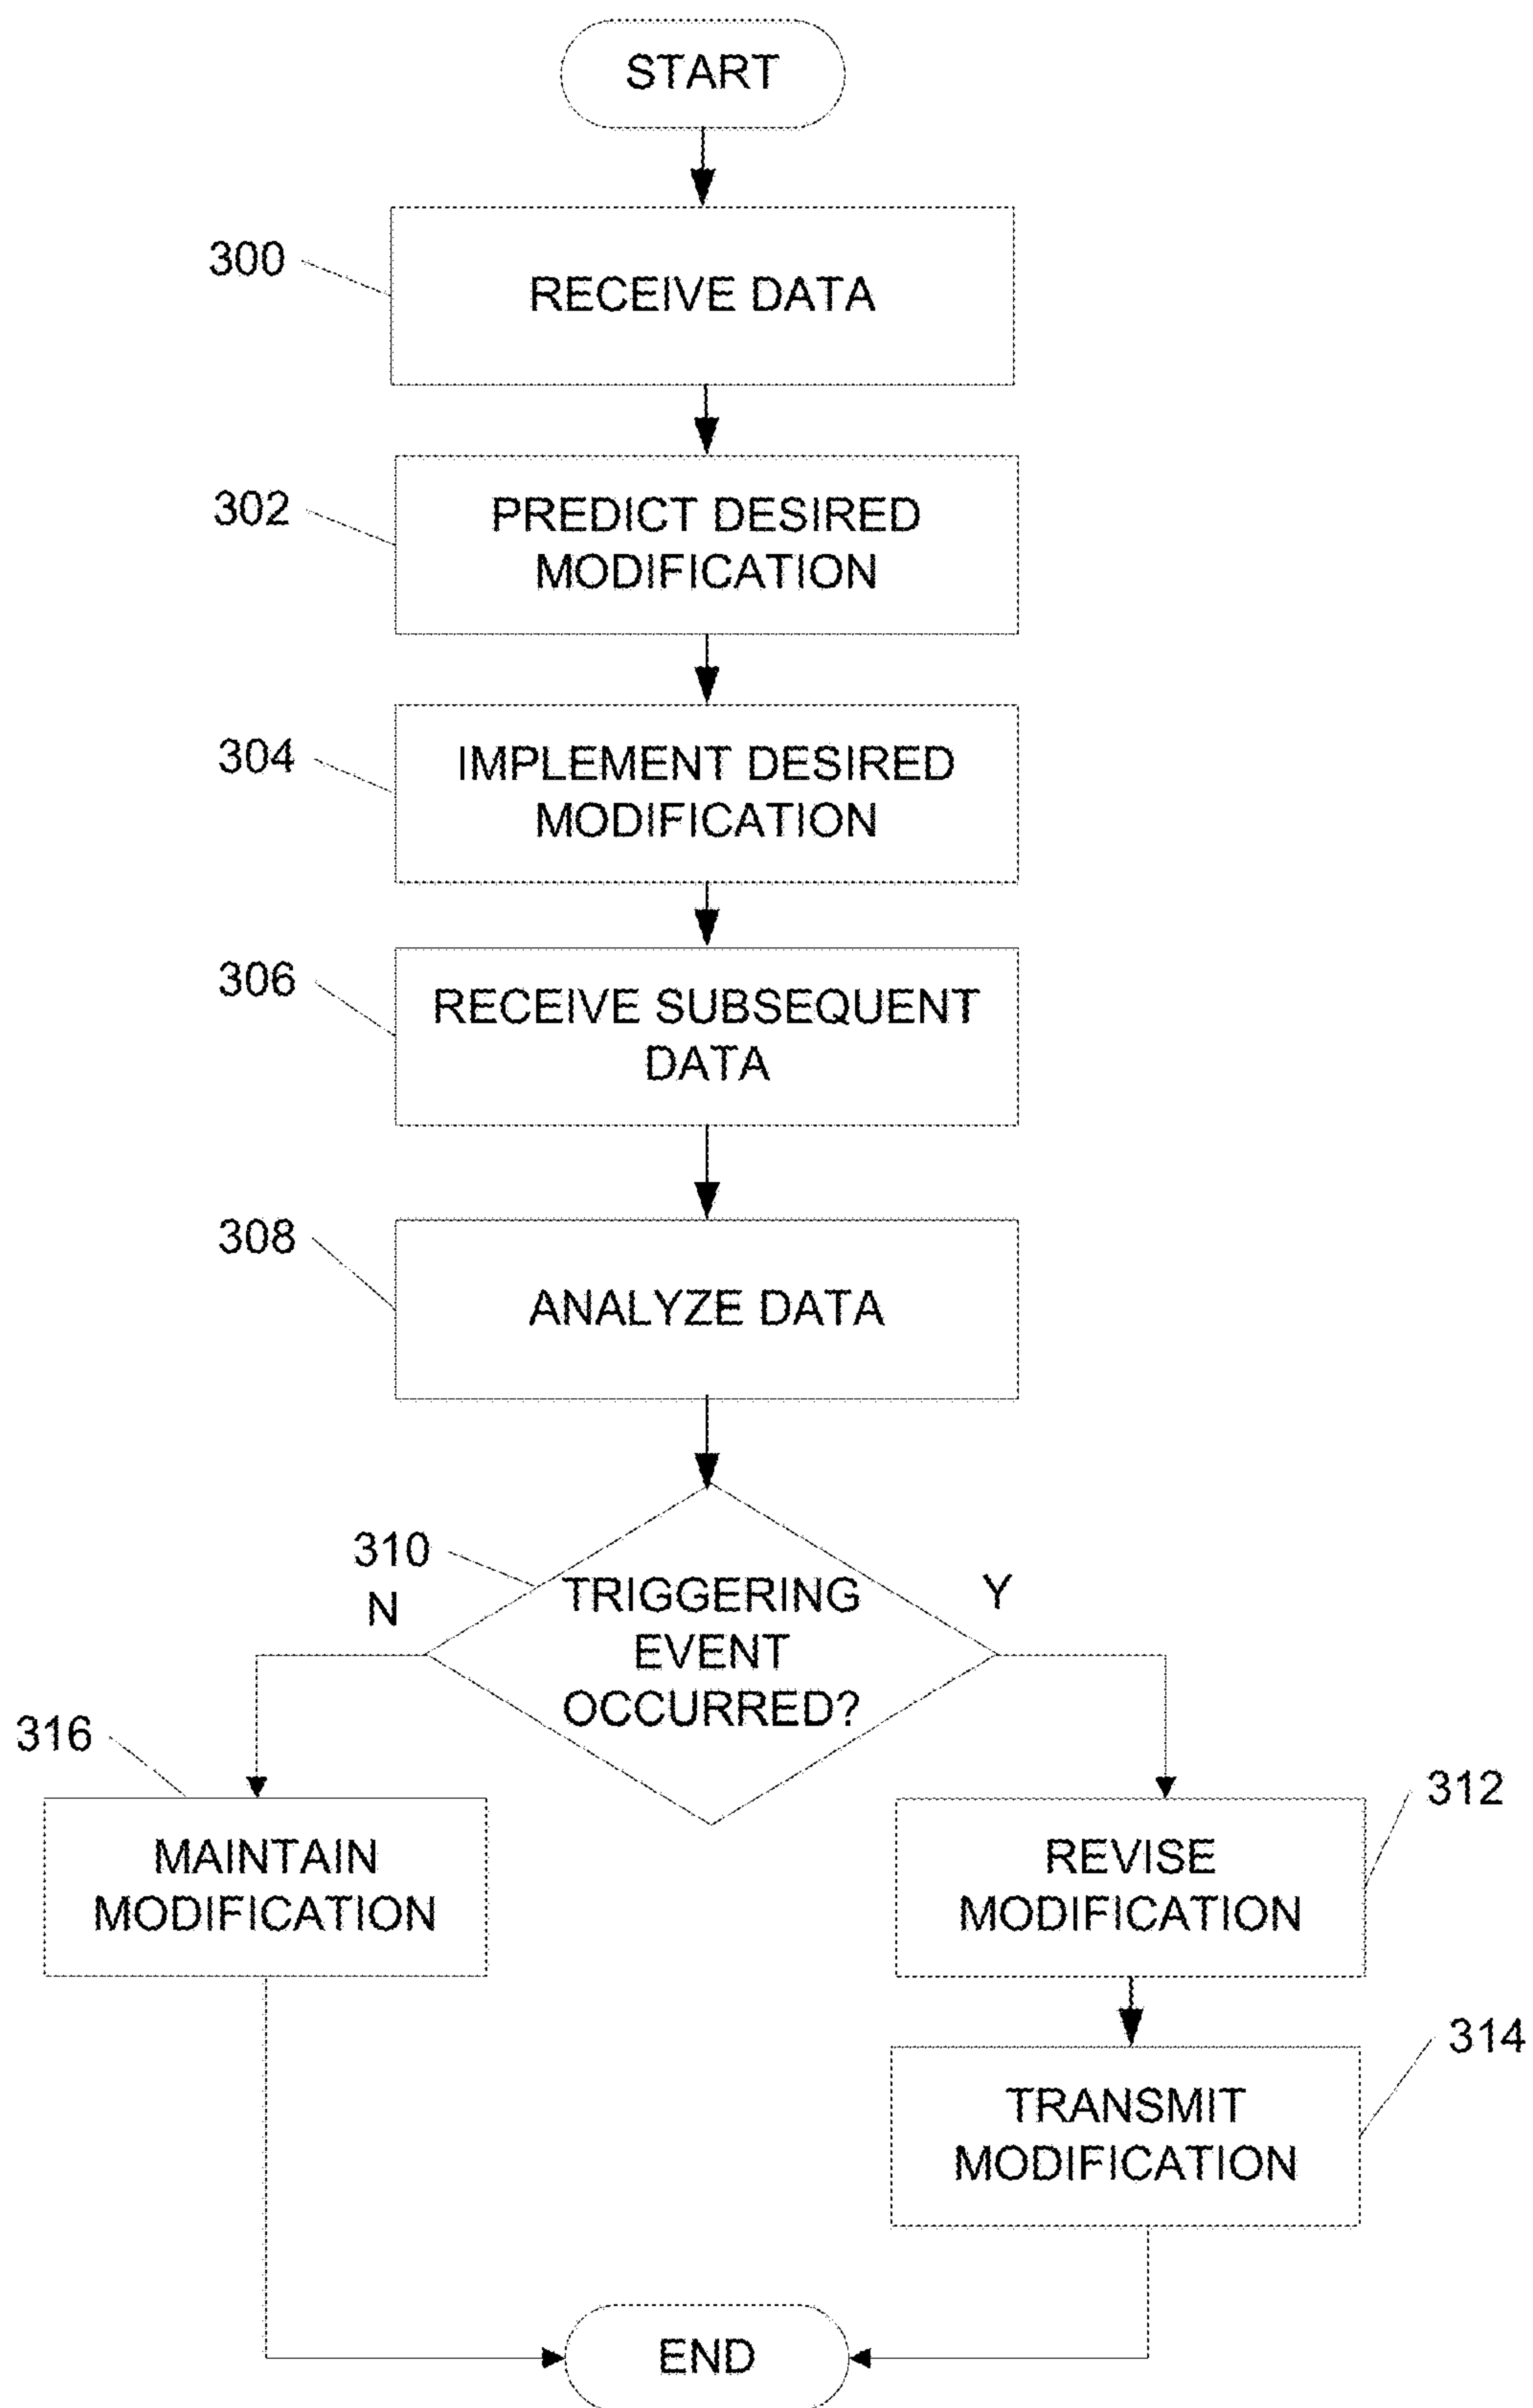 START
300
RECEIVE DATA
302
PREDICT DESIRED
MODIFICATION
304
IMPLEMENT DESIRED
MODIFICATION
306
RECEIVE SUBSEQUENT
DATA
308
ANALYZE DATA
310
N
TRIGGERING
EVENT
OCCURRED?
Y
316
MAINTAIN
MODIFICATION
312
REVISE
MODIFICATION
314
TRANSMIT
MODIFICATION
END